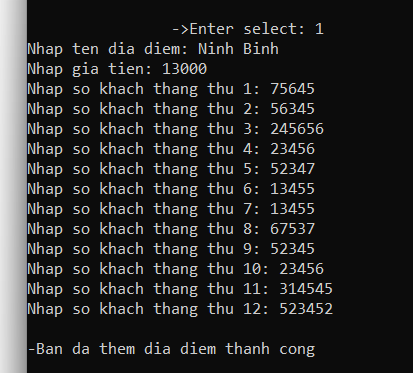 ->Enter select: 1
Nhap ten dia diem: Ninh Binh
Nhap gia tien: 13000
Nhap so khach thang thu 1: 75645
Nhap so khach thang thu 2: 56345
Nhap so khach thang thu 3: 245656
Nhap so khach thang thu 4: 23456
Nhap so khach thang thu 5: 52347
Nhap so khach thang thu 6: 13455
Nhap so khach thang thu 7: 13455
Nhap so khach thang thu 8: 67537
Nhap so khach thang thu 9: 52345
Nhap so khach thang thu 10: 23456
Nhap so khach thang thu 11: 314545
Nhap so khach thang thu 12: 523452
-Ban da them dia diem thanh cong